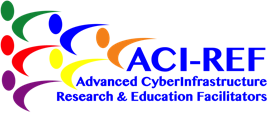 ACI-REF
Advanced CyberInfrastructure
Research & Education Facilitators